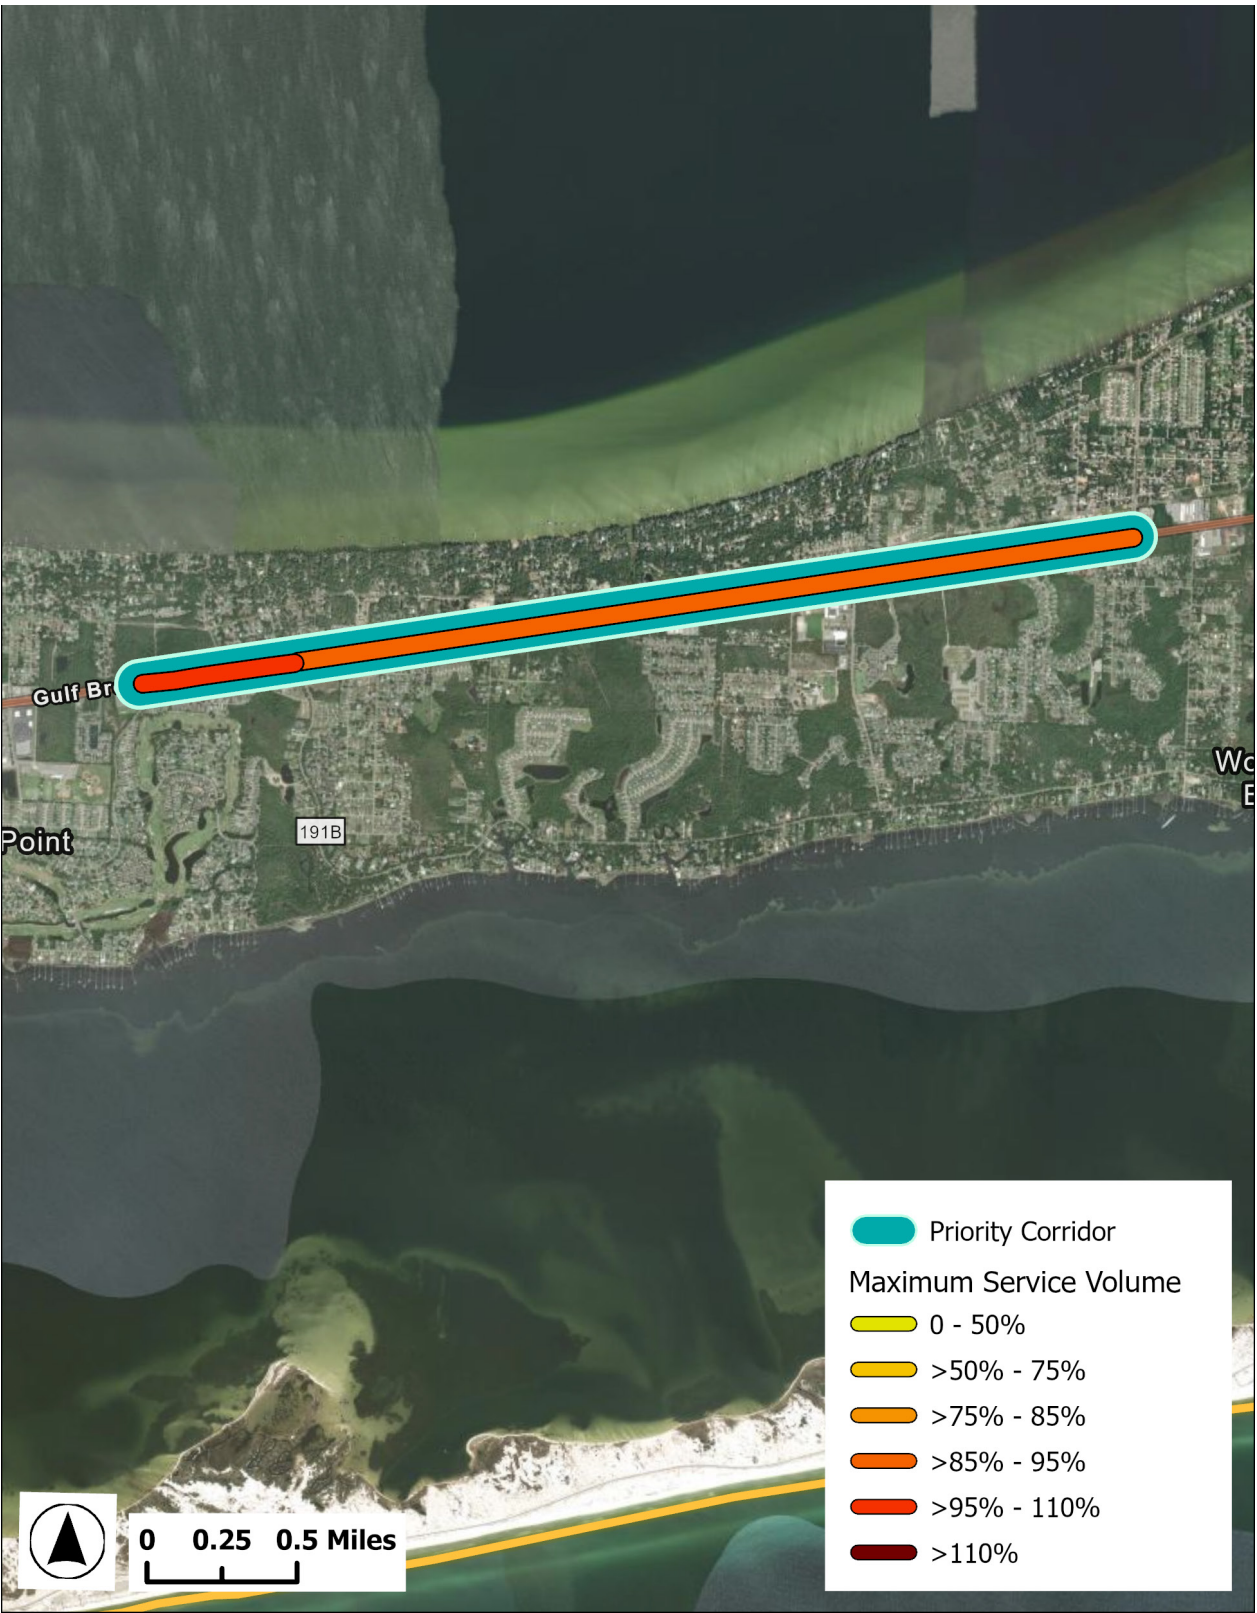 Gulf Br
Wo
E
191B
Point
Priority Corridor
Maximum Service Volume
0 - 50%
>50% - 75%
>75% - 85%
>85% - 95%
>95% - 110%
>110%
0 0.25 0.5 Miles